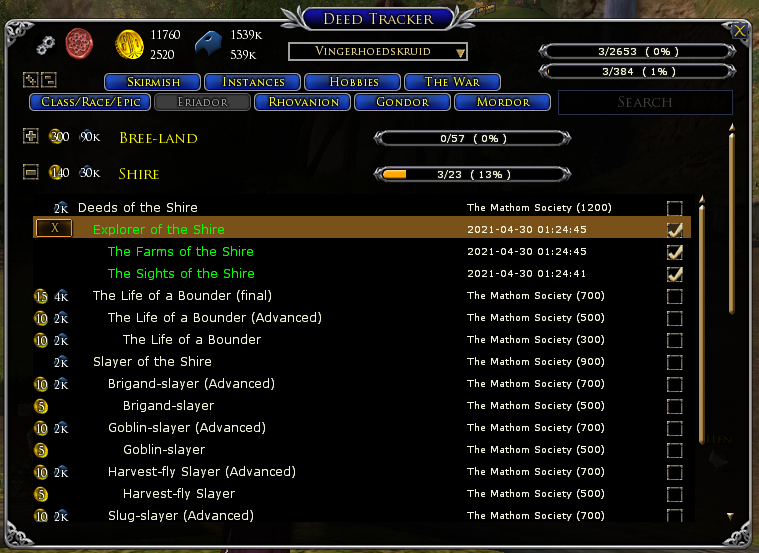 DEED TRACKER
X
11760
2520
1539K
539K
VINGERHOEDSKRUID
3/2653 ( 0% )
3/384 ( 1% )
SKIRMISH INSTANCES HOBBIES THE WAR
CLASS/RACE/EPIC ERIADOR RHOVANION GONDOR MORDOR SEARCH
300 90K BREE-LAND 0/57 ( 0% )
140 30K SHIRE 3/23 ( 13% )
2K Deeds of the Shire The Mathom Society (1200)
X Explorer of the Shire 2021-04-30 01:24:45
The Farms of the Shire 2021-04-30 01:24:45
The Sights of the Shire 2021-04-30 01:24:41
15 4K The Life of a Bounder (final) The Mathom Society (700)
10 2K The Life of a Bounder (Advanced) The Mathom Society (500)
10 2K The Life of a Bounder The Mathom Society (300)
2K Slayer of the Shire The Mathom Society (900)
10 2K Brigand-slayer (Advanced) The Mathom Society (700)
5 Brigand-slayer The Mathom Society (500)
10 2K Goblin-slayer (Advanced) The Mathom Society (700)
5 Goblin-slayer The Mathom Society (500)
10 2K Harvest-fly Slayer (Advanced) The Mathom Society (700)
5 Harvest-fly Slayer The Mathom Society (500)
10 2K Slug-slayer (Advanced) The Mathom Society (700)